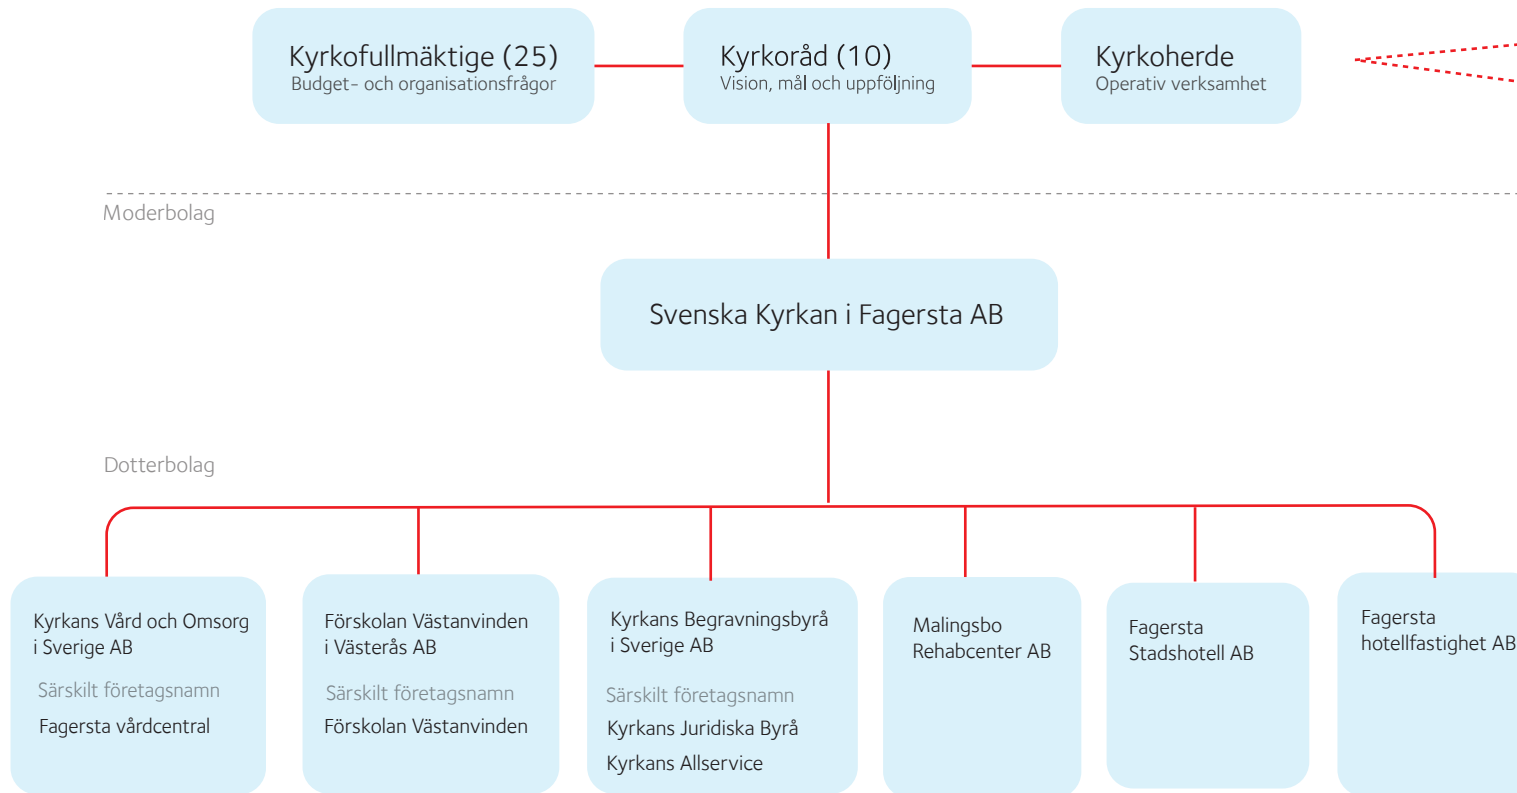 Kyrkofullmäktige (25)
Budget- och organisationsfrågor
Kyrkoråd (10)
Vision, mål och uppföljning
Kyrkoherde
Operativ verksamhet
Moderbolag
Svenska Kyrkan i Fagersta AB
Dotterbolag
Kyrkans Vård och Omsorg
i Sverige AB
Särskilt företagsnamn
Fagersta vårdcentral
Förskolan Västanvinden
i Västerås AB
Särskilt företagsnamn
Förskolan Västanvinden
Kyrkans Begravningsbyrå
i Sverige AB
Särskilt företagsnamn
Kyrkans Juridiska Byrå
Kyrkans Allservice
Malingsbo
Rehabcenter AB
Fagersta
Stadshotell AB
Fagersta
hotellfastighet AB